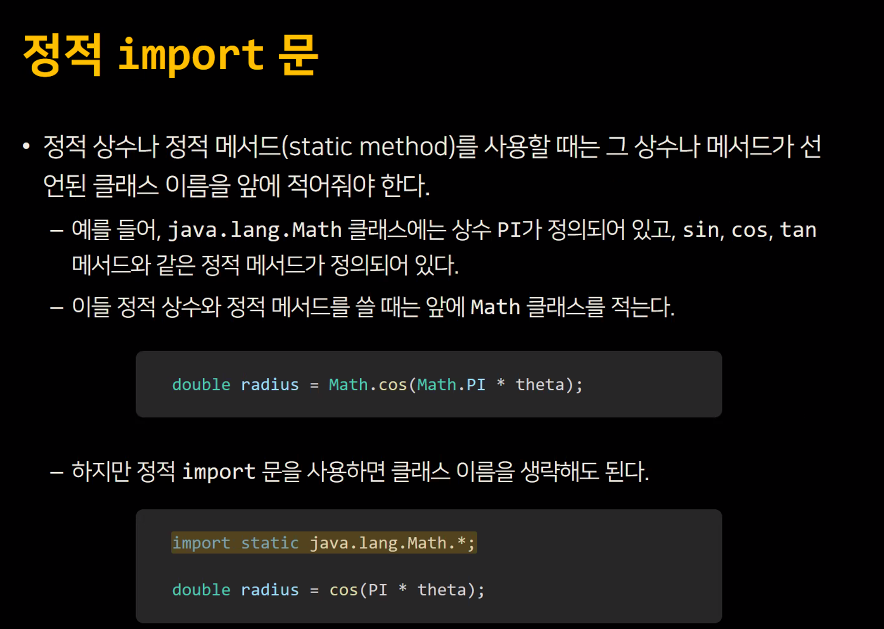 정적 import 문
• 정적 상수나 정적 메서드(static method)를 사용할 때는 그 상수나 메서드가 선
언된 클래스 이름을 앞에 적어줘야 한다.
– 예를 들어, java.lang.Math 클래스에는 상수 PI가 정의되어 있고, sin, cos, tan
메서드와 같은 정적 메서드가 정의되어 있다.
– 이들 정적 상수와 정적 메서드를 쓸 때는 앞에 Math 클래스를 적는다.
double radius = Math.cos(Math.PI * theta);
– 하지만 정적 import 문을 사용하면 클래스 이름을 생략해도 된다.
import static java.lang.Math.*;
double radius = cos(PI * theta);